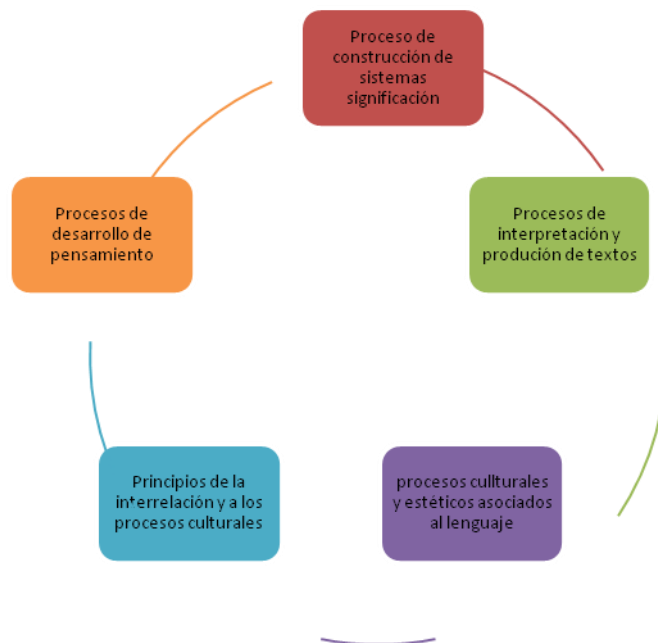 Proceso de
construcción de
sistemas
significación
Procesos de
interpretación y
produción de textos
procesos cullturales
y estéticos asociados
al lenguaje
Principios de la
interrelación y a los
procesos culturales
Procesos de
desarrollo de
pensamiento